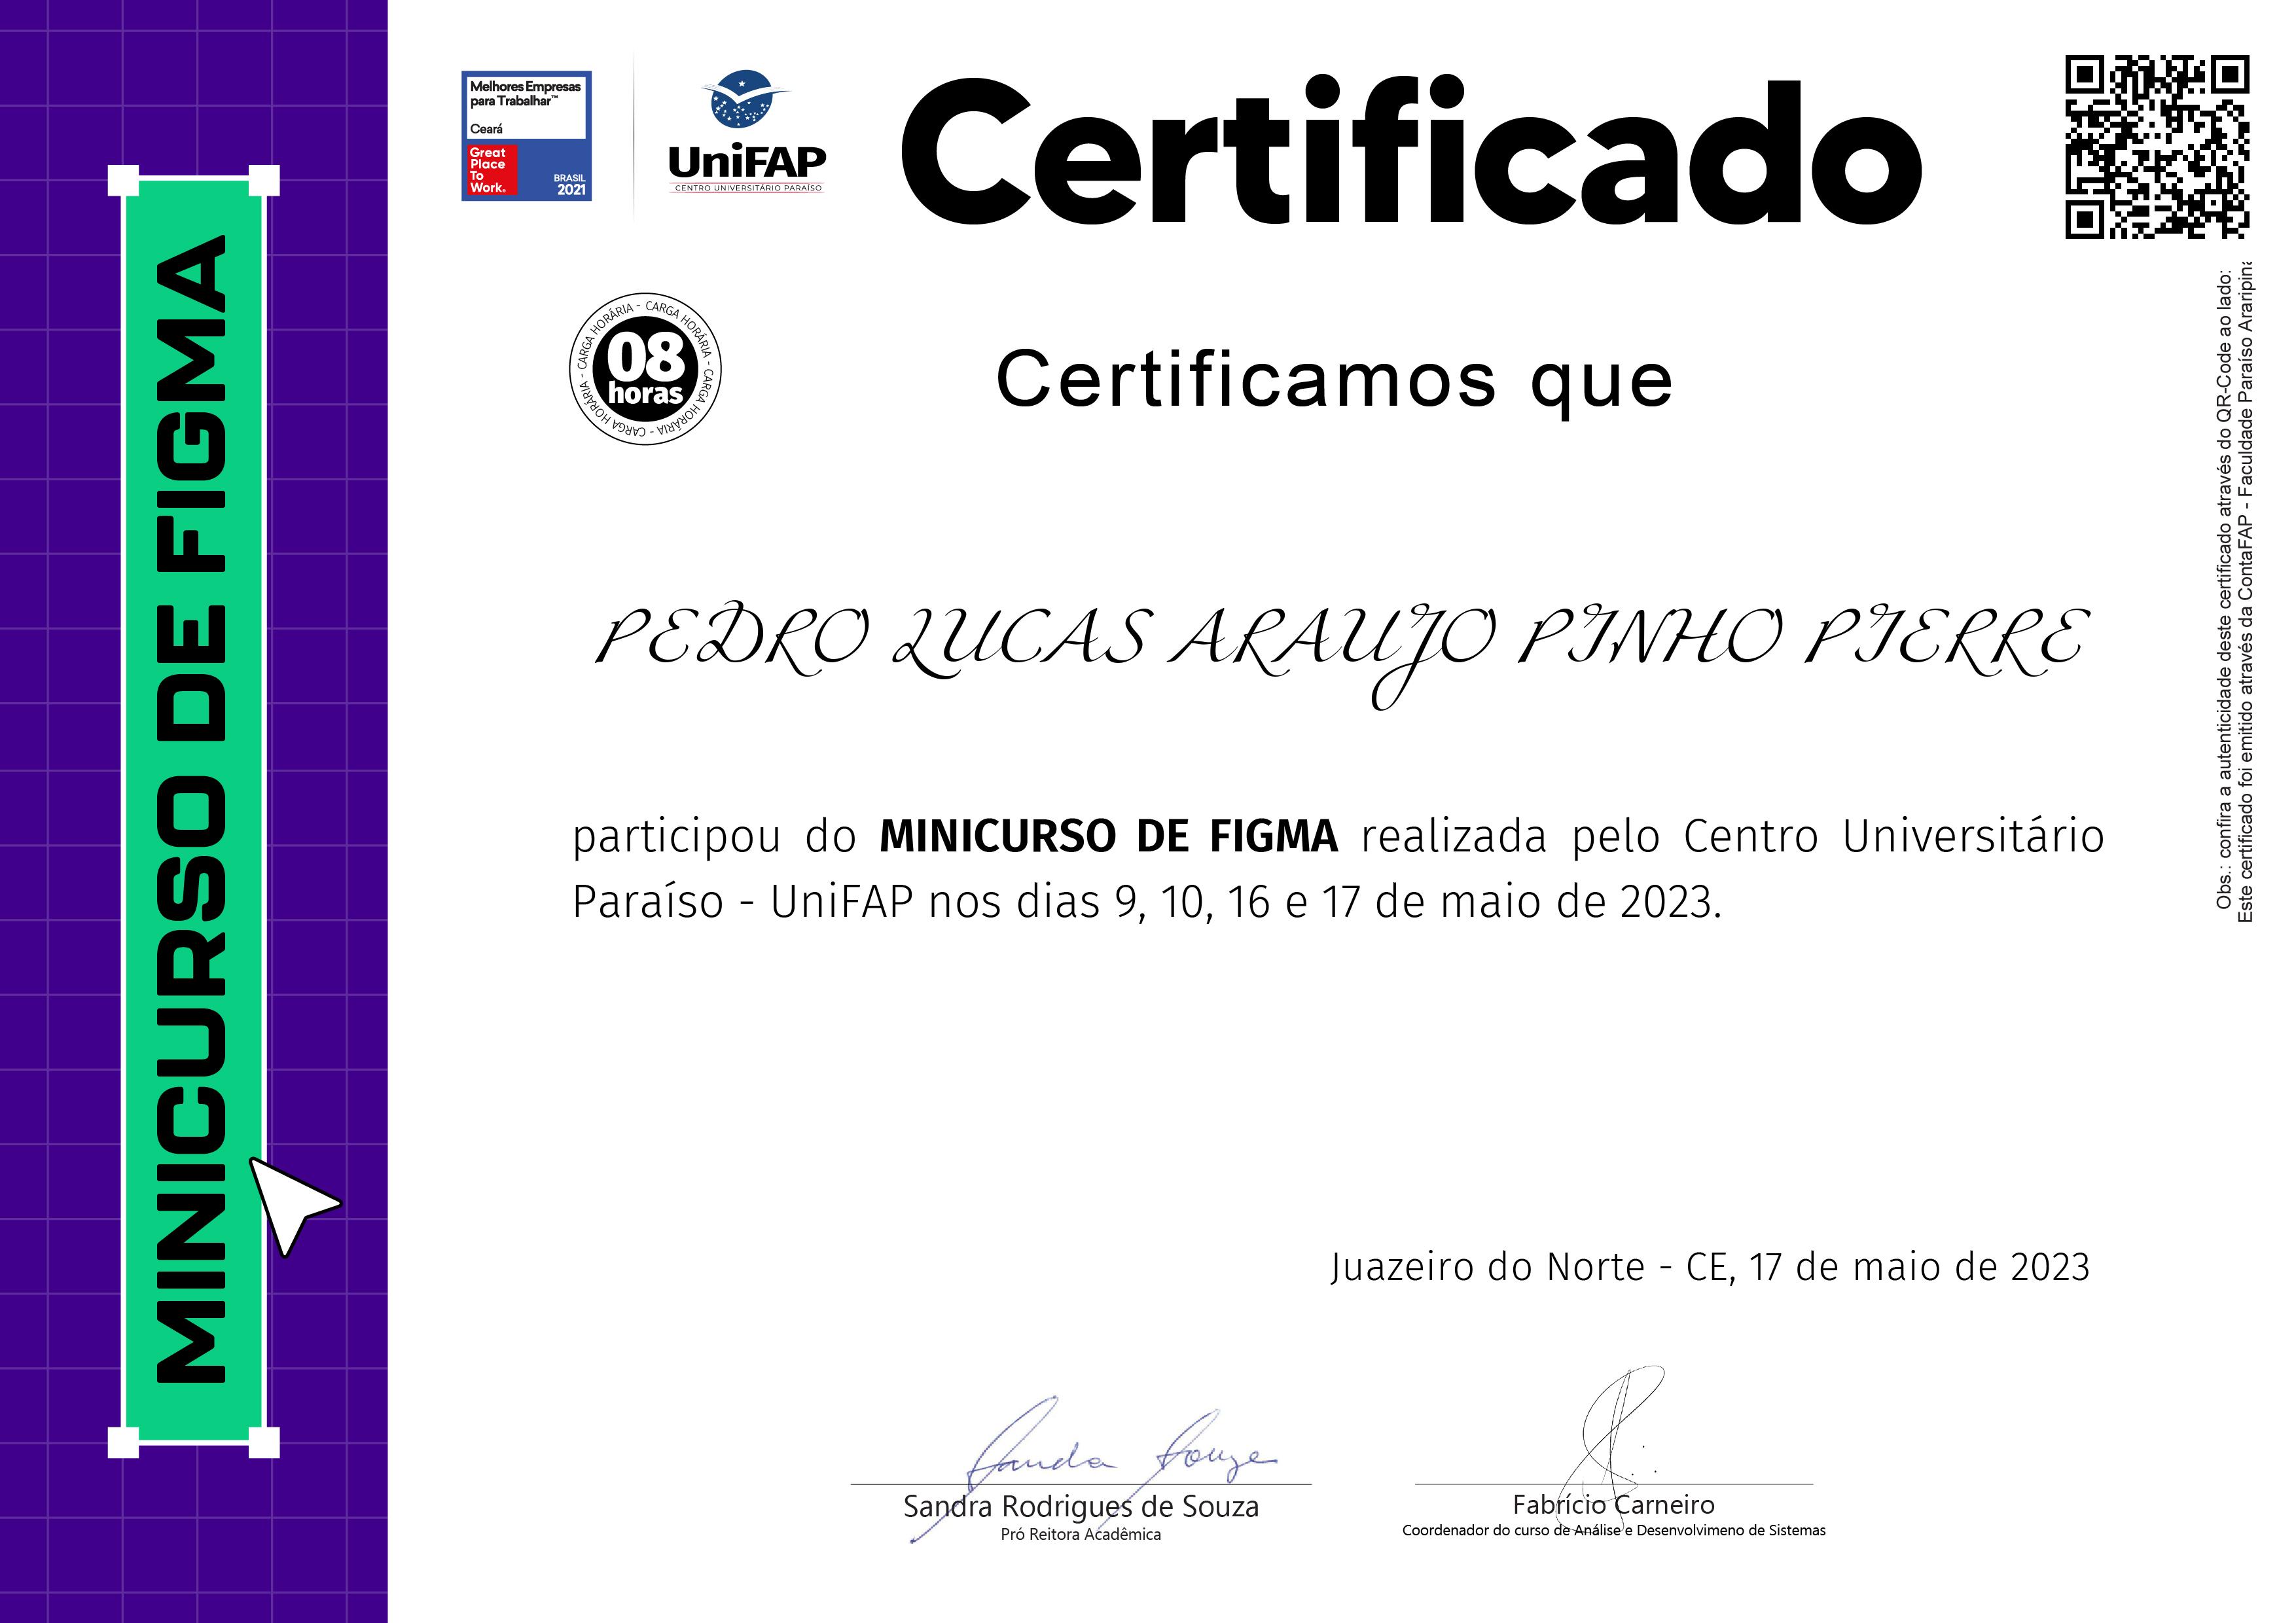 MINICURSO DE FIGMA
Melhores Empresas
para Trabalhar™
Ceará
Great
Place
To
Work®
BRASIL
2021
UniFAP
CENTRO UNIVERSITÁRIO PARAÍSO
Certificado
CARGA HORÁRIA - CARGA HORÁRIA - CARGA HORÁRIA - CARGA HORÁRIA -
08
horas
Certificamos que
PEDRO LUCAS ARAUJO PINHO PIERRE
participou do MINICURSO DE FIGMA realizada pelo Centro Universitário
Paraíso - UniFAP nos dias 9, 10, 16 e 17 de maio de 2023.
Juazeiro do Norte - CE, 17 de maio de 2023
Sanda Souza
Sandra Rodrigues de Souza
Pró Reitora Acadêmica
Fabrício Carneiro
Coordenador do curso de Análise e Desenvolvimeno de Sistemas
Obs.: confira a autenticidade deste certificado através do QR-Code ao lado:
Este certificado foi emitido através da ContaFAP - Faculdade Paraíso Araripina